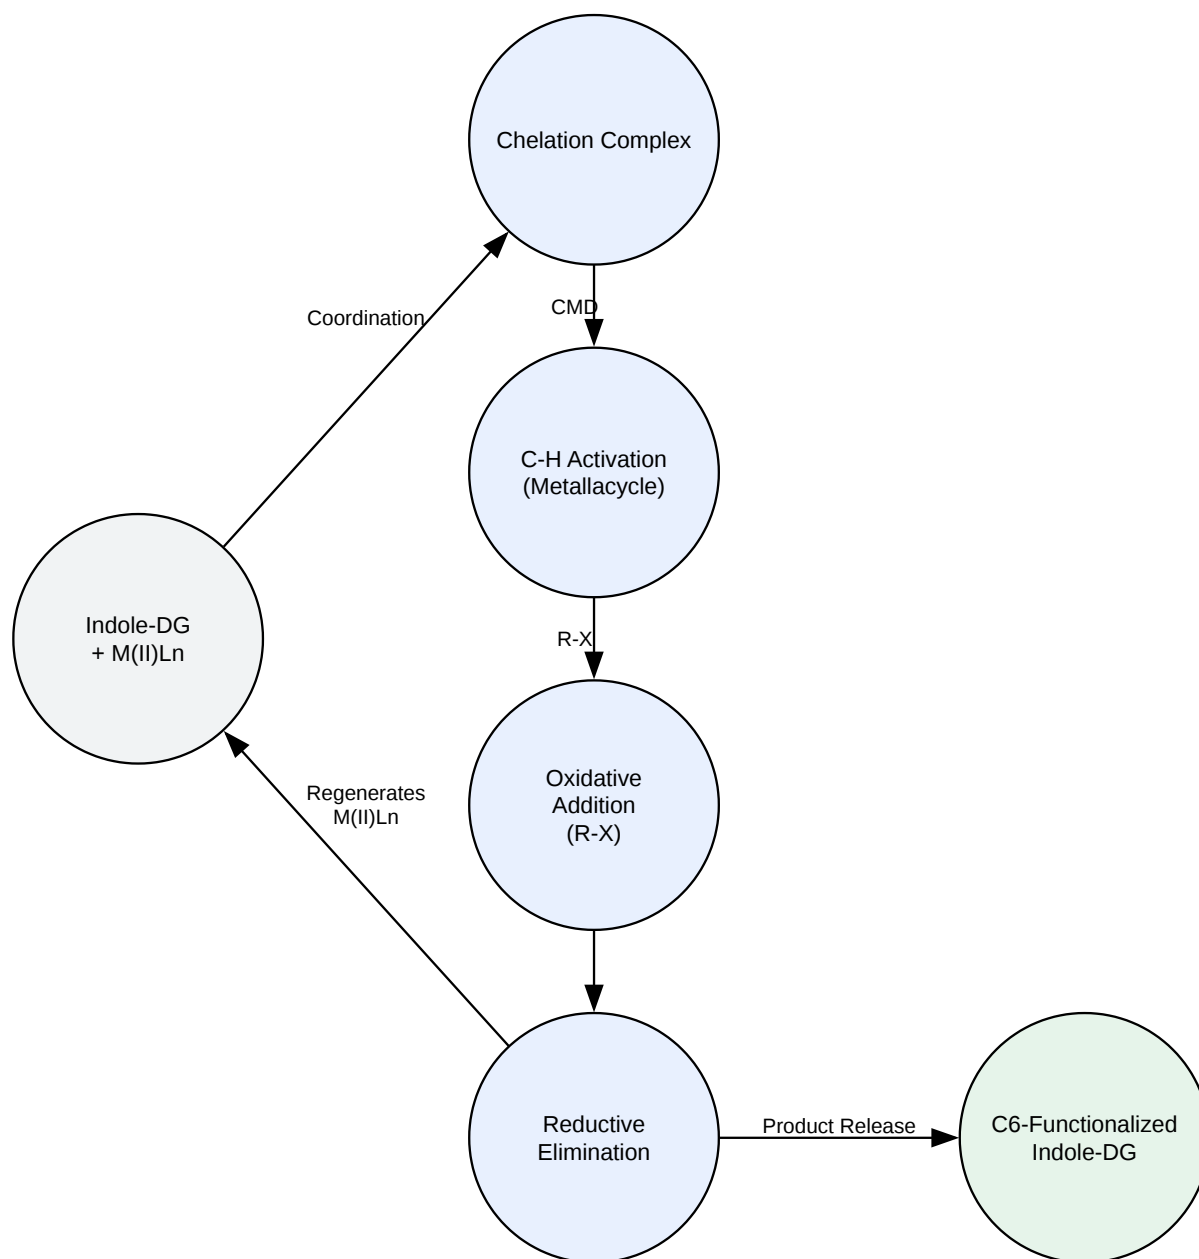 Chelation Complex
Coordination
CMD
C-H Activation
(Metallacycle)
Indole-DG
+ M(II)Ln
R-X
Oxidative
Addition
(R-X)
Regenerates
M(II)Ln
Reductive
Elimination
Product Release
C6-Functionalized
Indole-DG